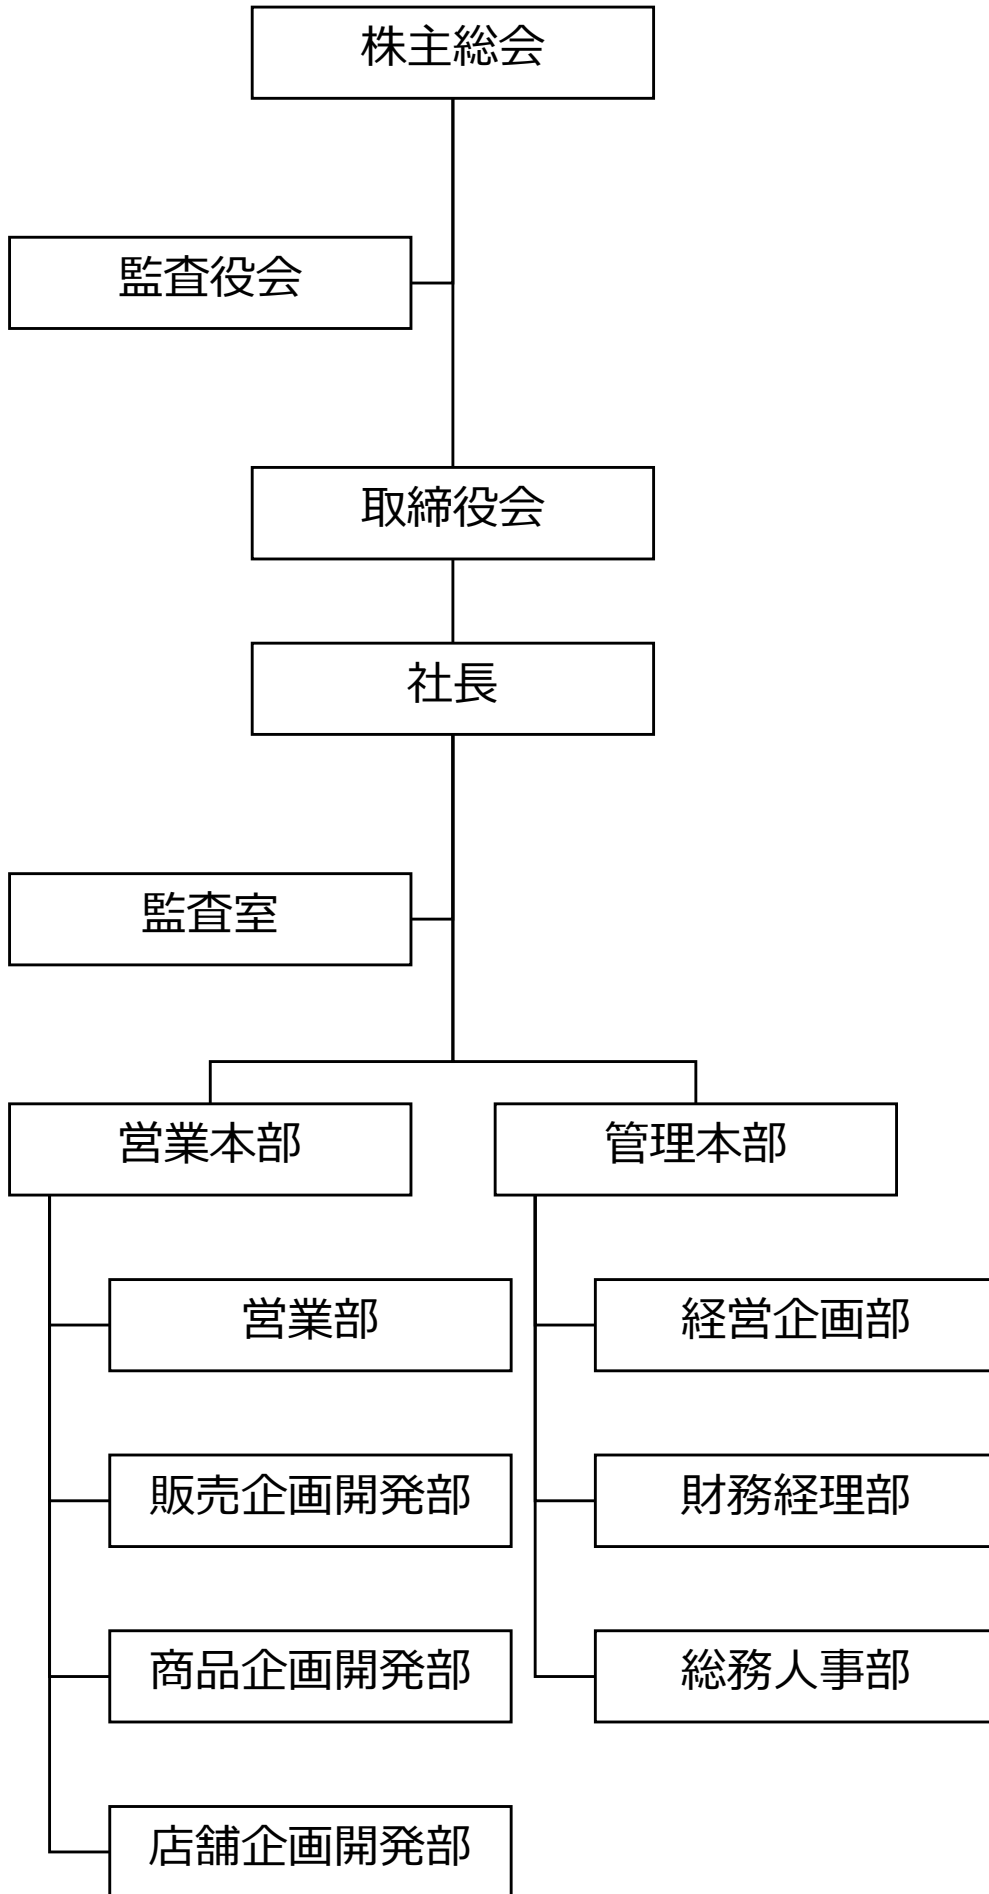 株主総会
監査役会
取締役会
社長
監査室
営業本部
管理本部
営業部
経営企画部
販売企画開発部
財務経理部
商品企画開発部
総務人事部
店舗企画開発部